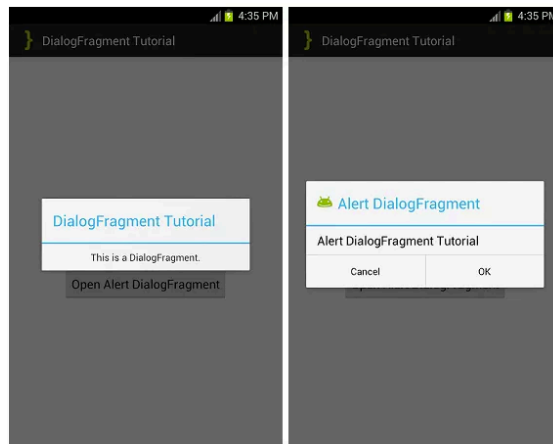 4:35 PM
DialogFragment Tutorial
DialogFragment Tutorial
This is a DialogFragment.
Open Alert DialogFragment
4:35 PM
DialogFragment Tutorial
Alert DialogFragment
Alert DialogFragment Tutorial
Cancel
OK